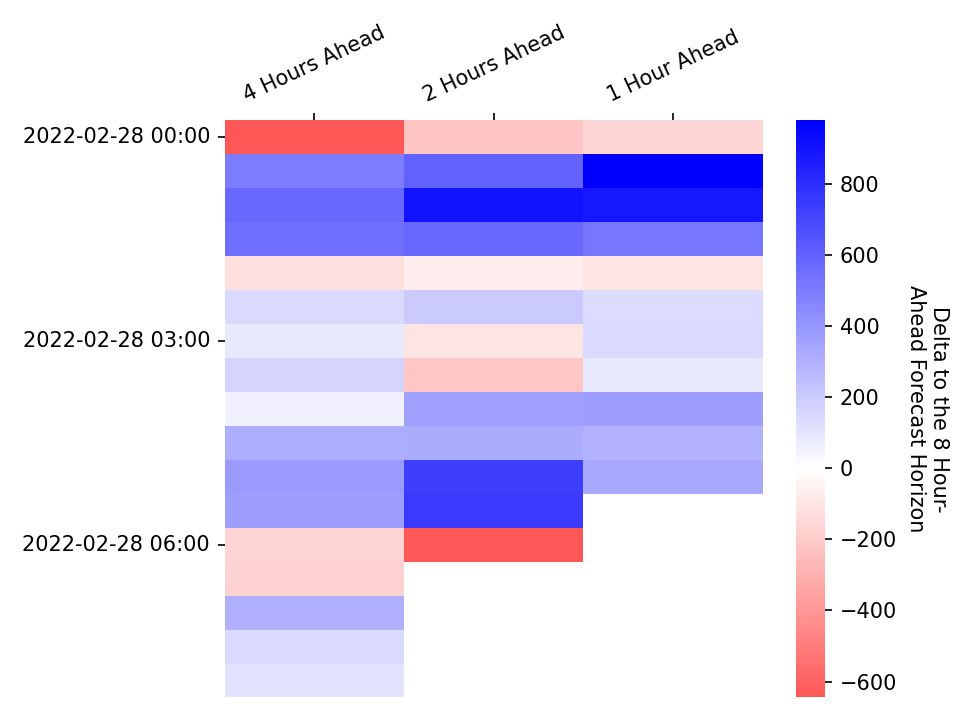 4 Hours Ahead
2 Hours Ahead
1 Hour Ahead
2022-02-28 00:00
2022-02-28 03:00
2022-02-28 06:00
800
600
400
200
0
−200
−400
−600
Delta to the 8 Hour-
Ahead Forecast Horizon